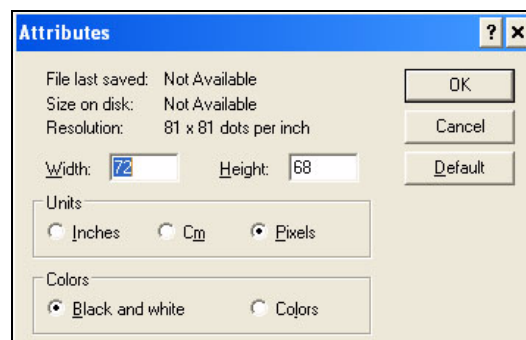 Attributes
File last saved: Not Available
Size on disk: Not Available
Resolution: 81 x 81 dots per inch
OK
Cancel
Width: 72 Height: 68
Default
Units
Inches Cm Pixels
Colors
Black and white Colors